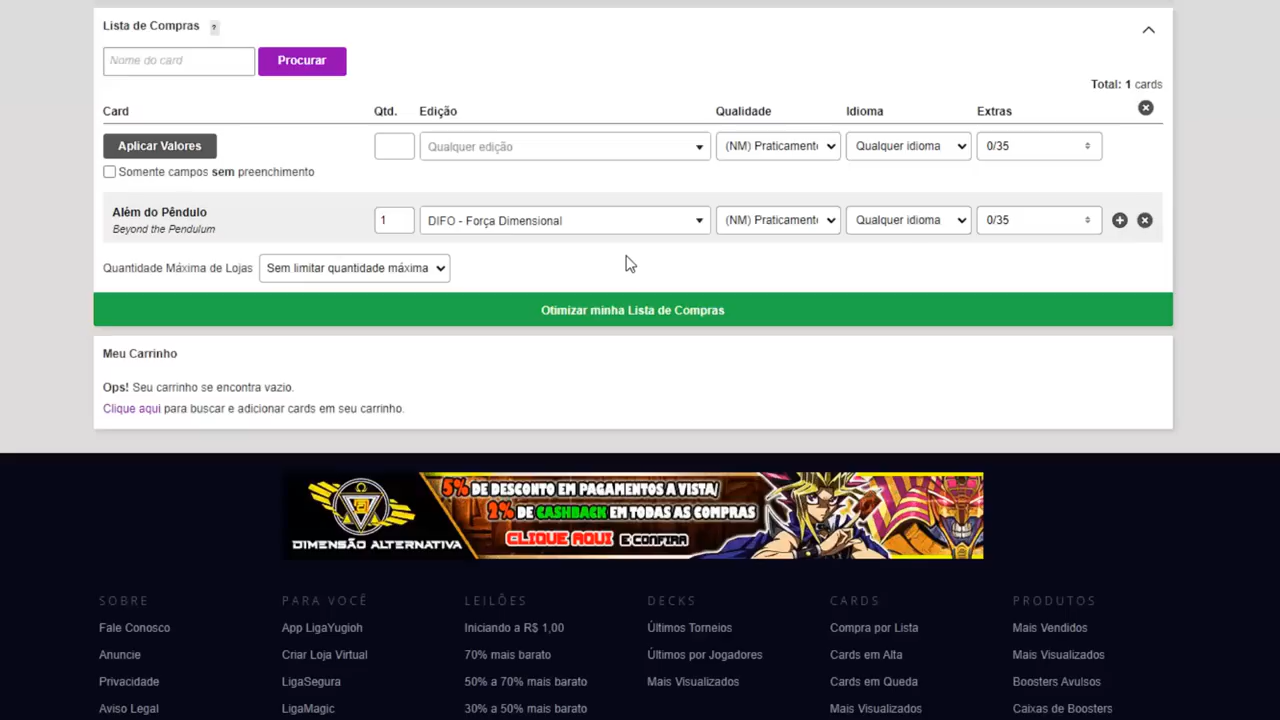 Lista de Compras ?
Nome do card Procurar
Total: 1 cards
Card Qtd. Edição Qualidade Idioma Extras
Aplicar Valores Qualquer edição (NM) Praticament Qualquer idioma 0/35
Somente campos sem preenchimento
Além do Pêndulo
Beyond the Pendulum
1 DIFO - Força Dimensional (NM) Praticament Qualquer idioma 0/35
Quantidade Máxima de Lojas Sem limitar quantidade máxima
Otimizar minha Lista de Compras
Meu Carrinho
Ops! Seu carrinho se encontra vazio.
Clique aqui para buscar e adicionar cards em seu carrinho.
5% DE DESCONTO EM PAGAMENTOS A VISTA!
2% DE CASHBACK EM TODAS AS COMPRAS
CLIQUE AQUI E CONFIRA
DIMENSÃO ALTERNATIVA
SOBRE PARA VOCÊ LEILÕES DECKS CARDS PRODUTOS
Fale Conosco App LigaYugioh Iniciando a R$ 1,00 Últimos Torneios Compra por Lista Mais Vendidos
Anuncie Criar Loja Virtual 70% mais barato Últimos por Jogadores Cards em Alta Mais Visualizados
Privacidade LigaSegura 50% a 70% mais barato Mais Visualizados Cards em Queda Boosters Avulsos
Aviso Legal LigaMagic 30% a 50% mais barato Mais Visualizados Caixas de Boosters